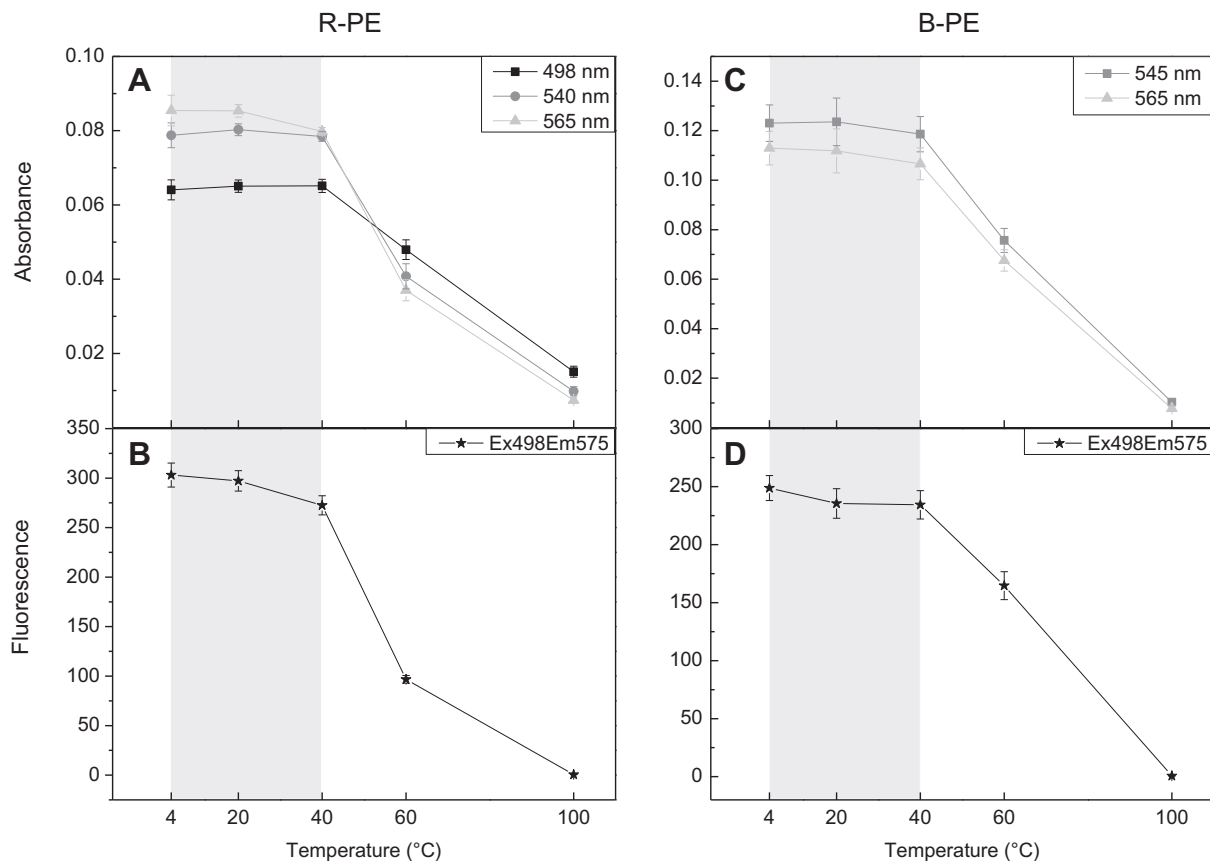 R-PE
B-PE
A
498 nm
540 nm
565 nm
0.10
0.08
0.06
0.04
0.02
Absorbance
C
545 nm
565 nm
0.14
0.12
0.10
0.08
0.06
0.04
0.02
B
Ex498Em575
350
300
250
200
150
100
50
0
Fluorescence
4
20
40
60
100
Temperature (°C)
D
Ex498Em575
300
250
200
150
100
50
0
4
20
40
60
100
Temperature (°C)